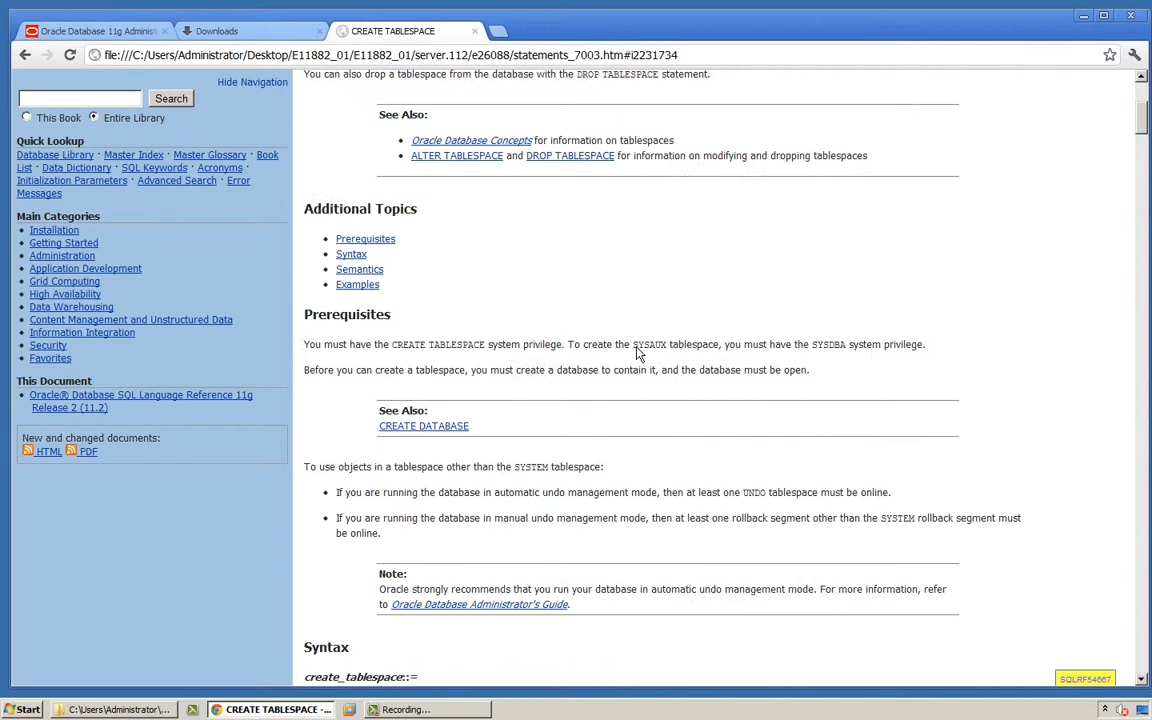 Oracle Database 11g Administ
Downloads
CREATE TABLESPACE
file:///C:/Users/Administrator/Desktop/E11882_01/E11882_01/server.112/e26088/statements_7003.htm#i2231734
Hide Navigation
Search
This Book Entire Library
Quick Lookup
Database Library · Master Index · Master Glossary · Book
List · Data Dictionary · SQL Keywords · Acronyms ·
Initialization Parameters · Advanced Search · Error
Messages
Main Categories
Installation
Getting Started
Administration
Application Development
Grid Computing
High Availability
Data Warehousing
Content Management and Unstructured Data
Information Integration
Security
Favorites
This Document
Oracle® Database SQL Language Reference 11g
Release 2 (11.2)
New and changed documents:
HTML PDF
You can also drop a tablespace from the database with the DROP TABLESPACE statement.
See Also:
• Oracle Database Concepts for information on tablespaces
• ALTER TABLESPACE and DROP TABLESPACE for information on modifying and dropping tablespaces
Additional Topics
• Prerequisites
• Syntax
• Semantics
• Examples
Prerequisites
You must have the CREATE TABLESPACE system privilege. To create the SYSAUX tablespace, you must have the SYSDBA system privilege.
Before you can create a tablespace, you must create a database to contain it, and the database must be open.
See Also:
CREATE DATABASE
To use objects in a tablespace other than the SYSTEM tablespace:
• If you are running the database in automatic undo management mode, then at least one UNDO tablespace must be online.
• If you are running the database in manual undo management mode, then at least one rollback segment other than the SYSTEM rollback segment must
be online.
Note:
Oracle strongly recommends that you run your database in automatic undo management mode. For more information, refer
to Oracle Database Administrator's Guide.
Syntax
create_tablespace::=
SQLRF54667
Start
C:\Users\Administrator\...
CREATE TABLESPACE -...
Recording...